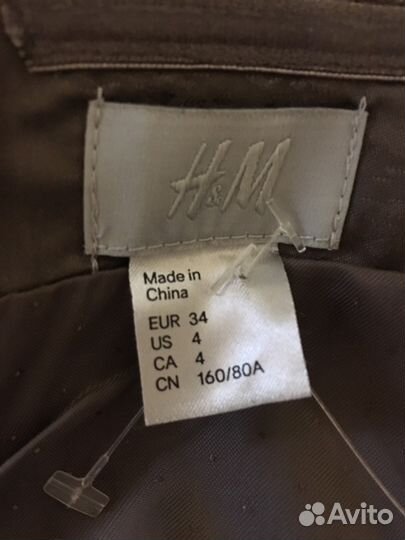 H&M
Made in
China
EUR 34
US 4
CA 4
CN 160/80A
Avito